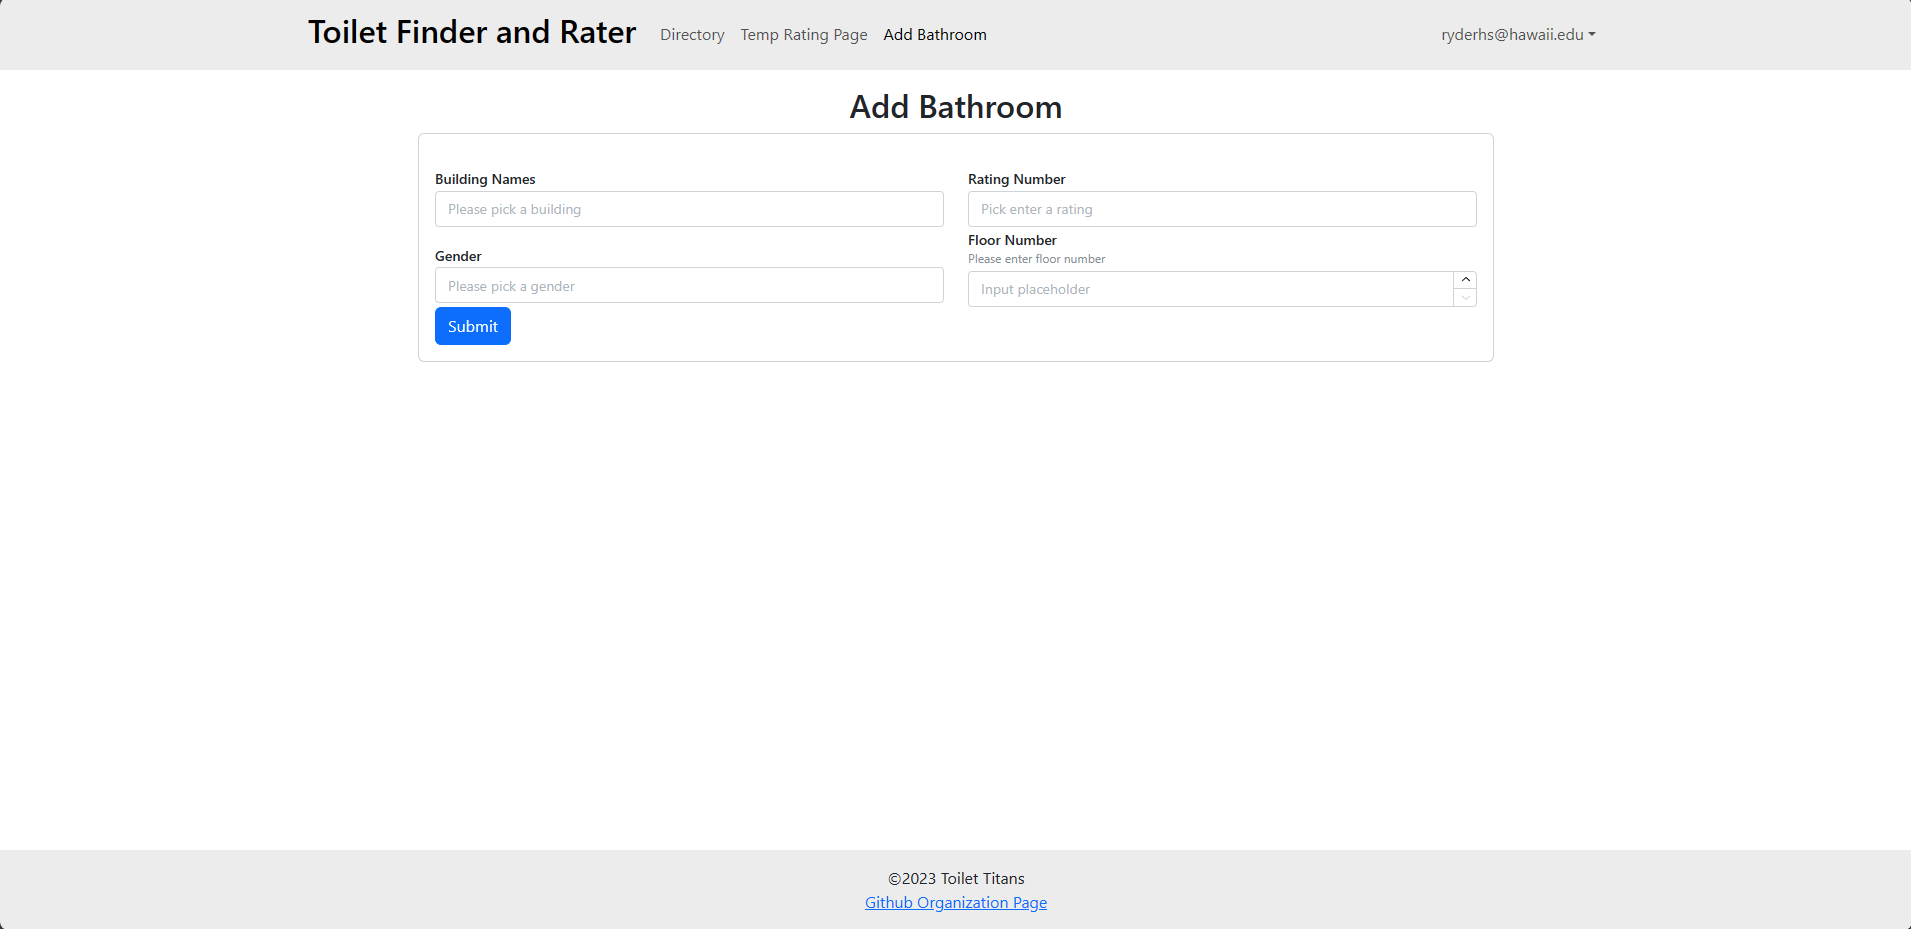 Toilet Finder and Rater Directory Temp Rating Page Add Bathroom ryderhs@hawaii.edu
Add Bathroom
Building Names
Please pick a building
Rating Number
Pick enter a rating
Gender
Please pick a gender
Floor Number
Please enter floor number
Input placeholder
Submit
©2023 Toilet Titans
Github Organization Page